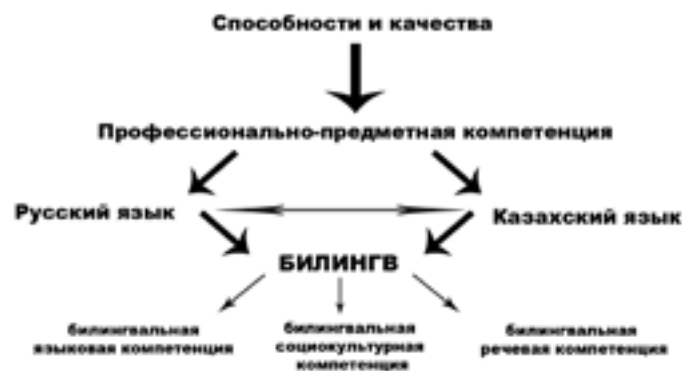 Способности и качества
Профессионально-предметная компетенция
Русский язык
Казахский язык
БИЛИНГВ
билингвальная
языковая компетенция
билингвальная
социокультурная
компетенция
билингвальная
речевая компетенция